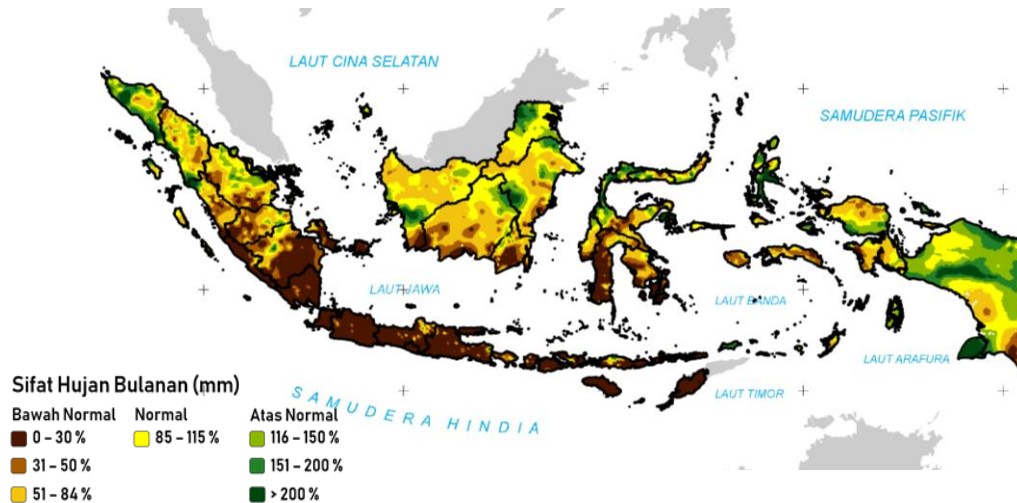 LAUT CINA SELATAN
SAMUDERA PASIFIK
LAUT JAWA
LAUT BANDA
LAUT ARAFURA
LAUT TIMOR
SAMUDERA HINDIA
Sifat Hujan Bulanan (mm)
Bawah Normal Normal Atas Normal
0 – 30 % 85 – 115 % 116 – 150 %
31 – 50 % 151 – 200 %
51 – 84 % > 200 %